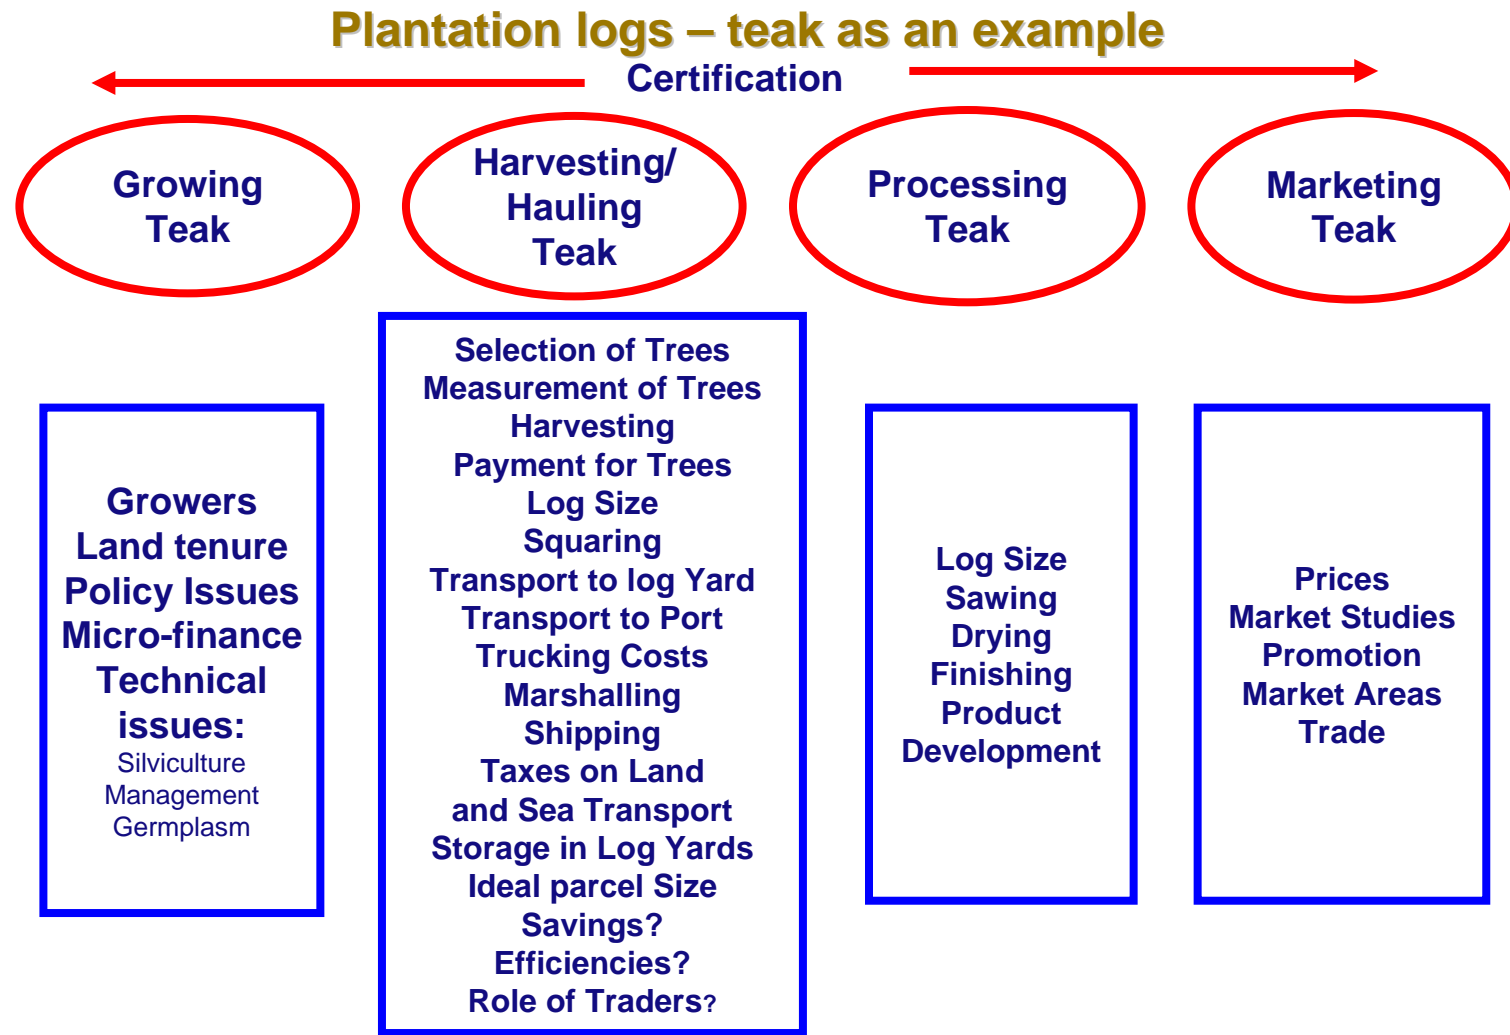 Plantation logs – teak as an example
Certification
Growing
Teak
Harvesting/
Hauling
Teak
Processing
Teak
Marketing
Teak
Growers
Land tenure
Policy Issues
Micro-finance
Technical
issues:
Silviculture
Management
Germplasm
Selection of Trees
Measurement of Trees
Harvesting
Payment for Trees
Log Size
Squaring
Transport to log Yard
Transport to Port
Trucking Costs
Marshalling
Shipping
Taxes on Land
and Sea Transport
Storage in Log Yards
Ideal parcel Size
Savings?
Efficiencies?
Role of Traders?
Log Size
Sawing
Drying
Finishing
Product
Development
Prices
Market Studies
Promotion
Market Areas
Trade